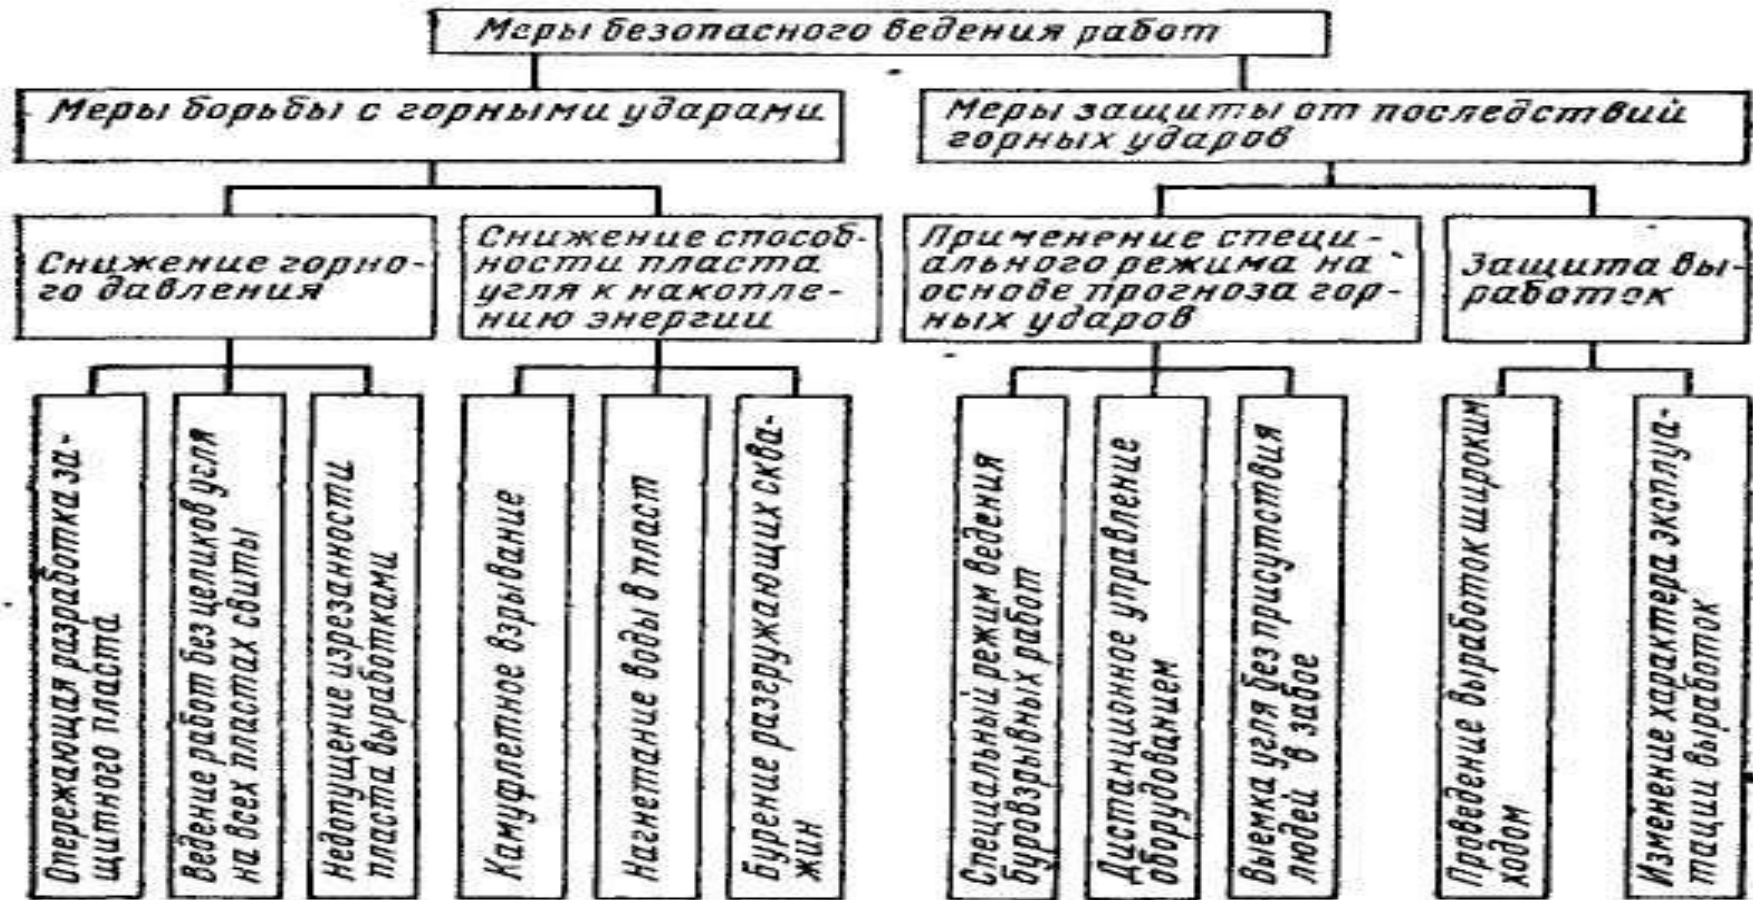 Меры безопасного ведения работ
Меры борьбы с горными ударами
Меры защиты от последствий
горных ударов
Снижение горно-
го давления
Снижение способ-
ности пласта
угля к накопле-
нию энергии
Применение специ-
ального режима на
основе прогноза гор-
ных ударов
Защита вы-
работок
Опережающая разработка за-
щитного пласта
Ведение работ без целиков угля
на всех пластах свиты
Недопущение изрезанности
пласта выработками
Камуфлетное взрывание
Нагнетание воды в пласт
Бурение разгружающих сква-
жин
Специальный режим ведения
буровзрывных работ
Дистанционное управление
оборудованием
Выемка угля без присутствия
людей в забое
Проведение выработок широким
ходом
Изменение характера эксплуа-
тации выработок